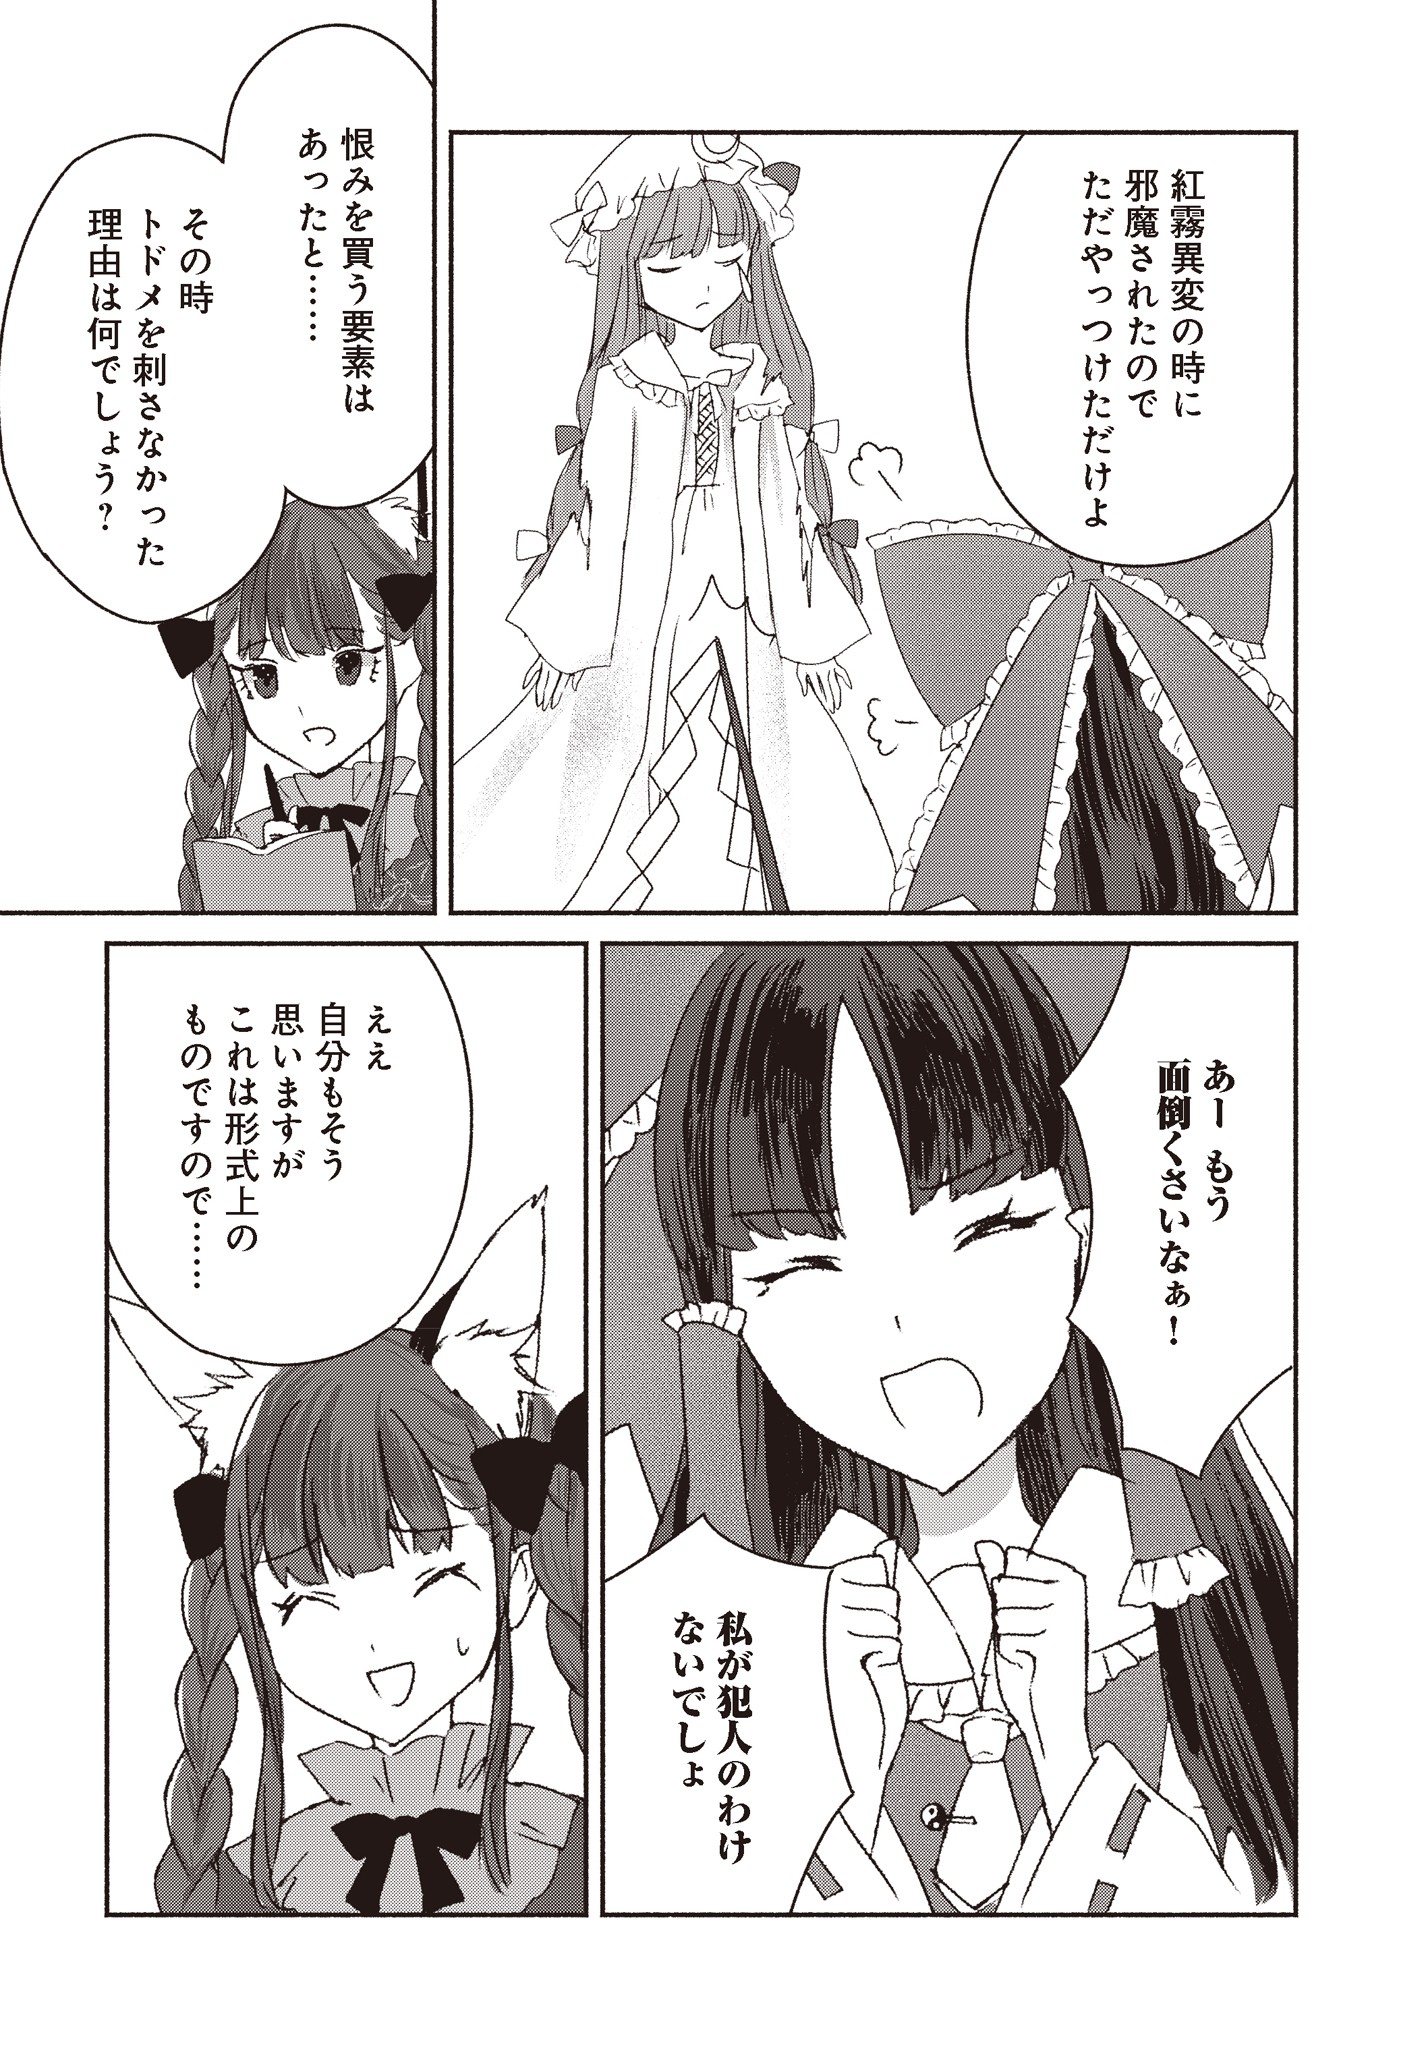 紅霧異変の時に
邪魔されたので
ただやっつけただけよ
恨みを買う要素は
あったと……
その時
トドメを刺さなかった
理由は何でしょう？
あー もう
面倒くさいなぁ！
私が犯人のわけ
ないでしょ
ええ
自分もそう
思いますが
これは形式上の
ものですので……